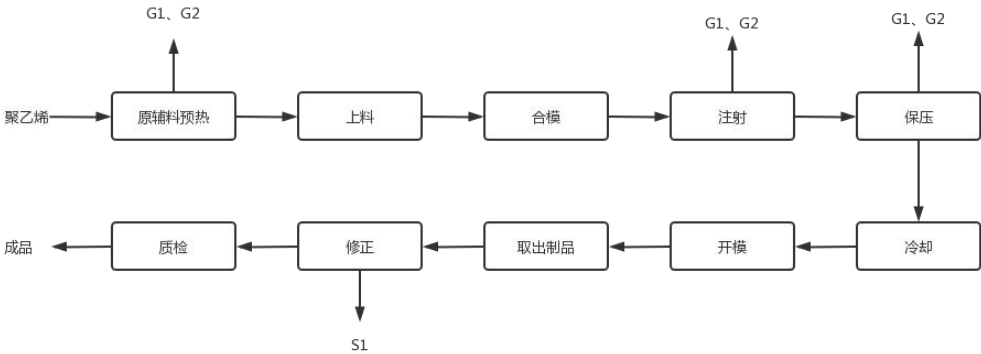 G1、G2
G1、G2
G1、G2
聚乙烯
原辅料预热
上料
合模
注射
保压
成品
质检
修正
取出制品
开模
冷却
S1